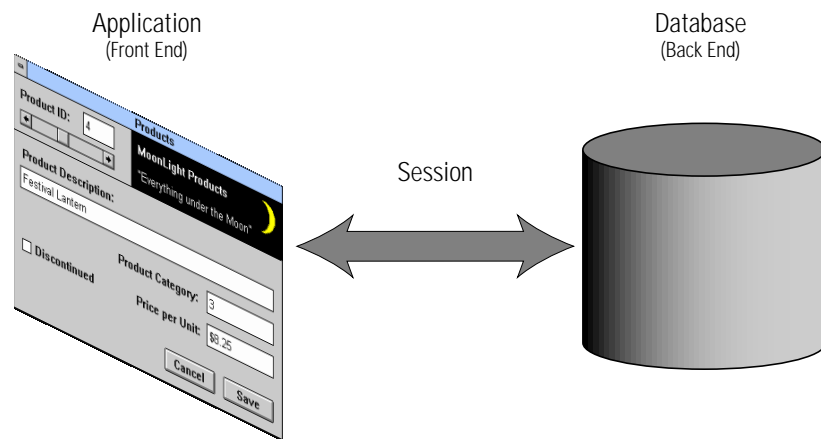 Application
(Front End)
Database
(Back End)
Session
Products
Product ID:
4
MoonLight Products
"Everything under the Moon"
Product Description:
Festival Lantern
Discontinued
Product Category:
3
Price per Unit:
$8.25
Cancel
Save